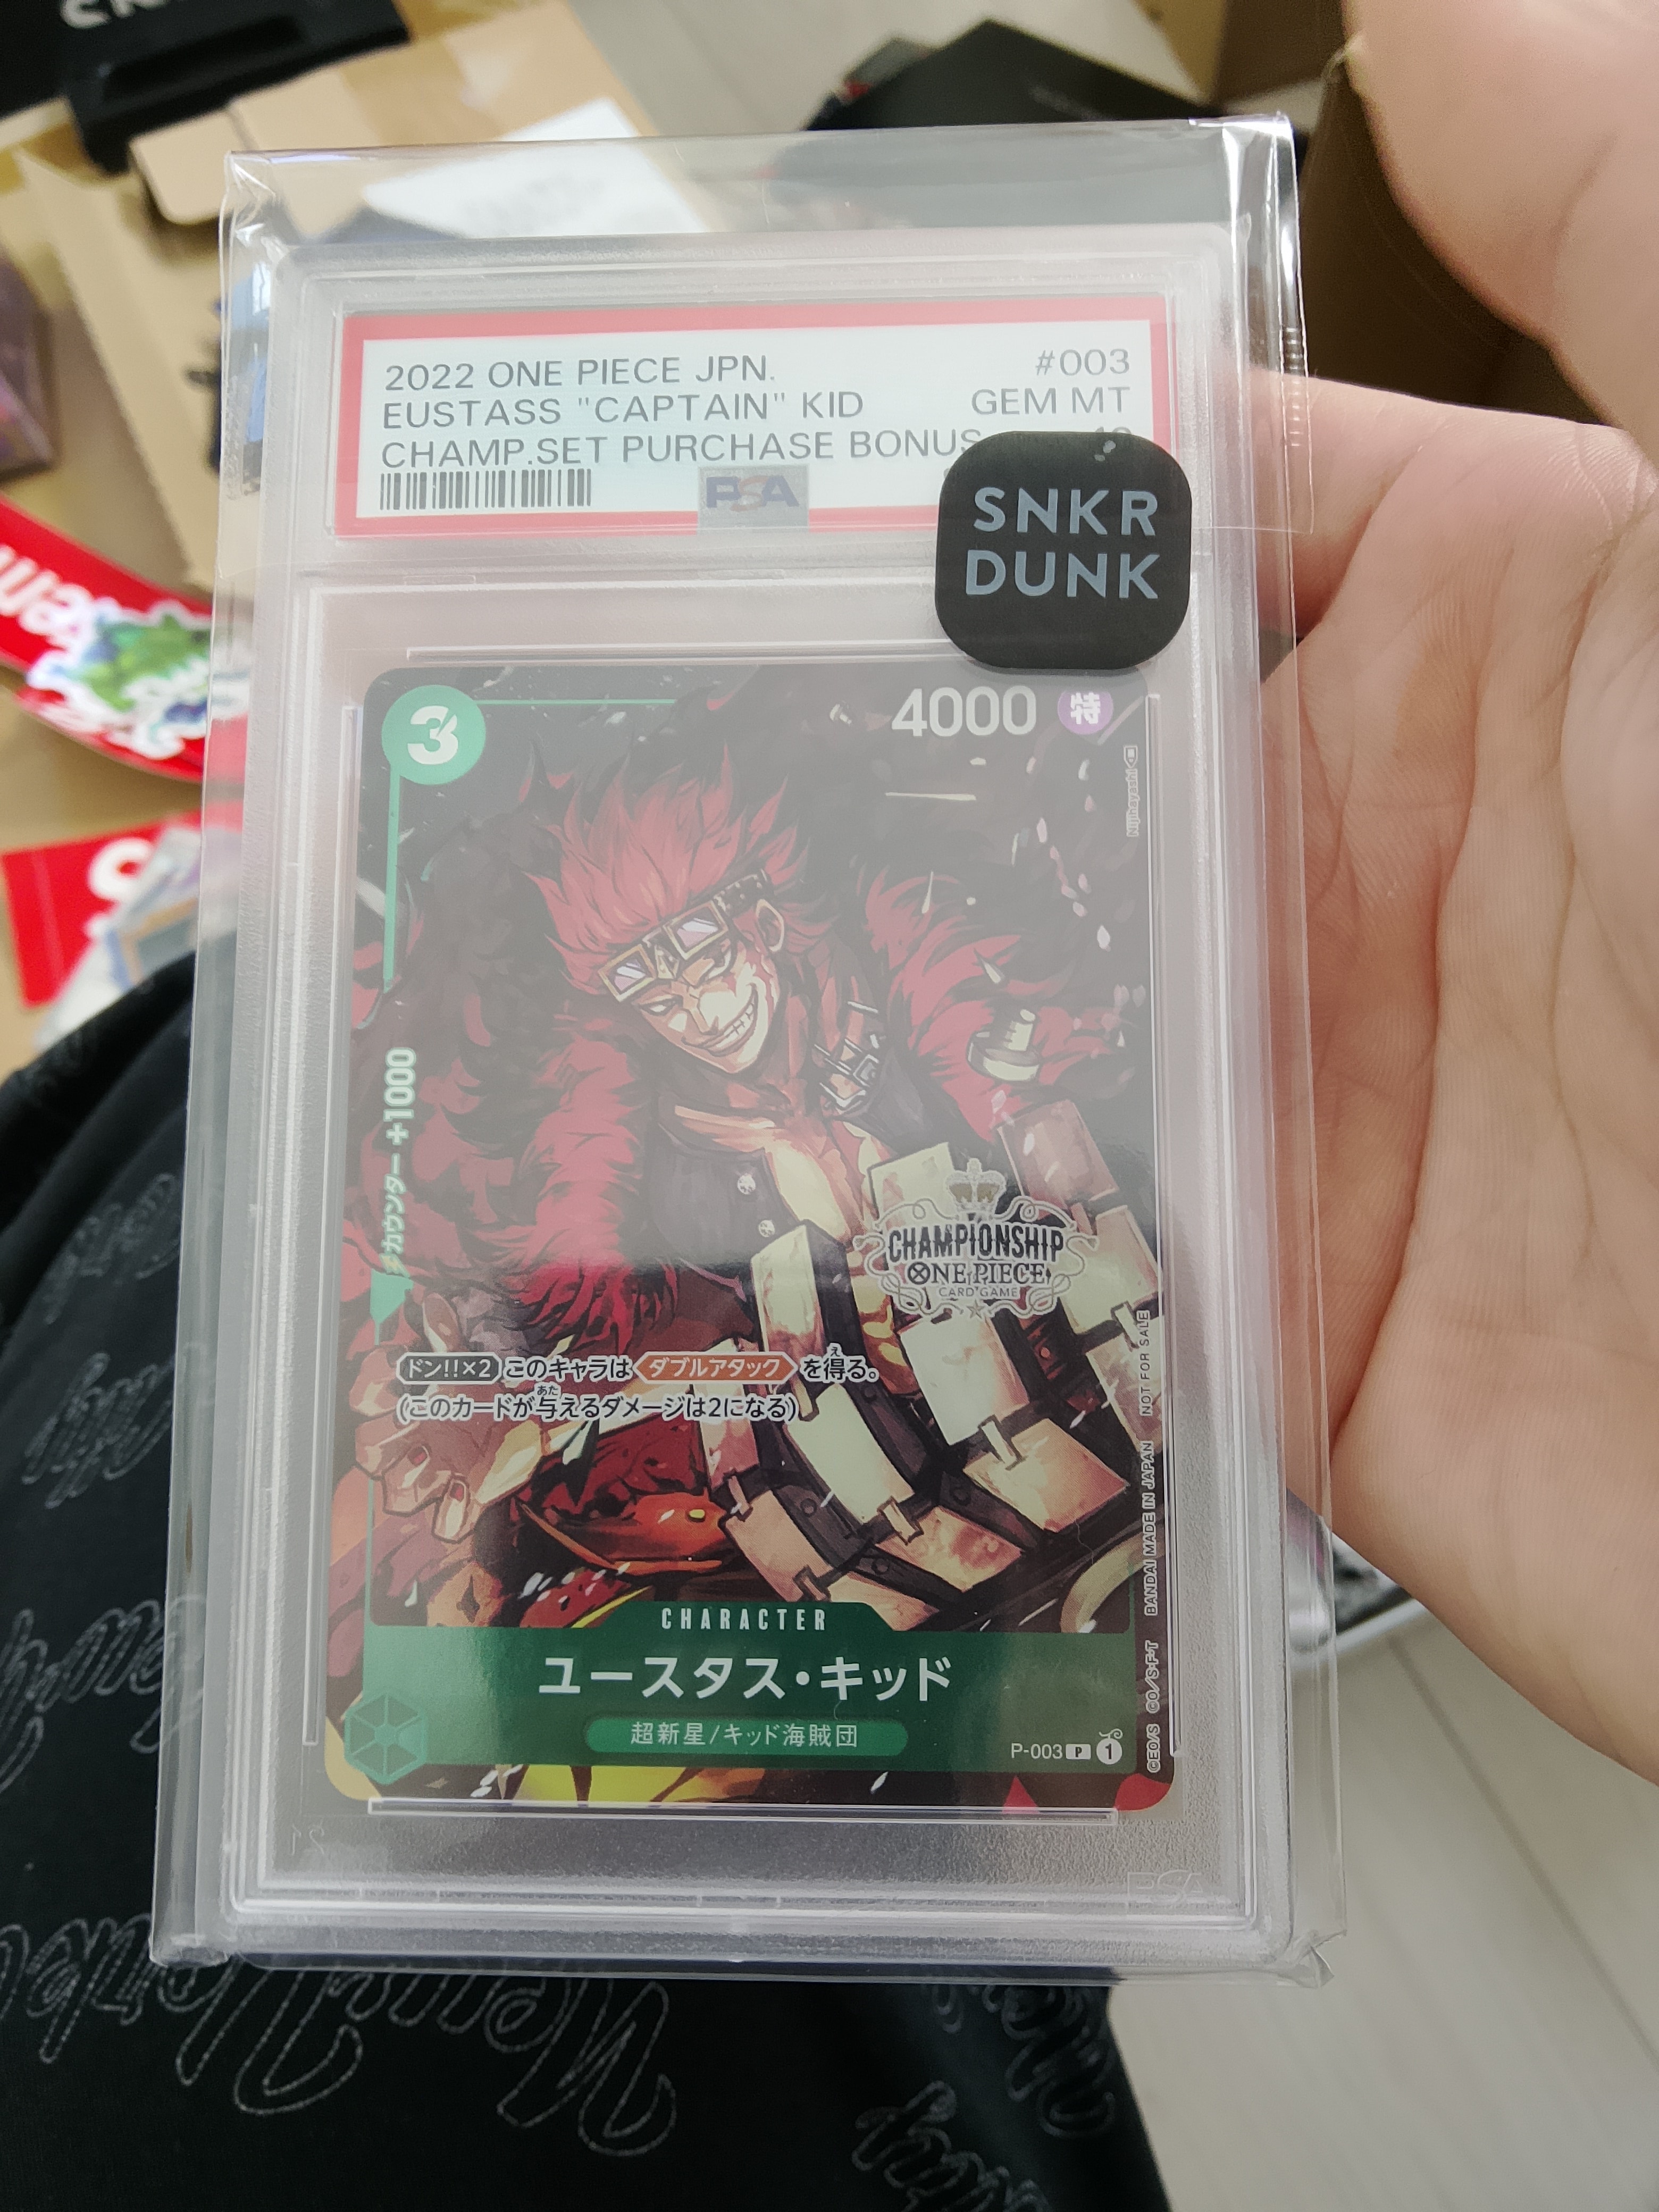 2022 ONE PIECE JPN. #003
EUSTASS "CAPTAIN" KID GEM MT
CHAMP.SET PURCHASE BONUS
PSA
SNKR
DUNK
3
4000 特
Nijihayashi
カウンター +1000
CHAMPIONSHIP
ONE PIECE
CARD GAME
ドン!!×2 このキャラは ダブルアタック を得る。
(このカードが与えるダメージは2になる)
CHARACTER
ユースタス・キッド
超新星/キッド海賊団
P-003 P 1
©EO/S ©O/S・F・T BANDAI MADE IN JAPAN NOT FOR SALE